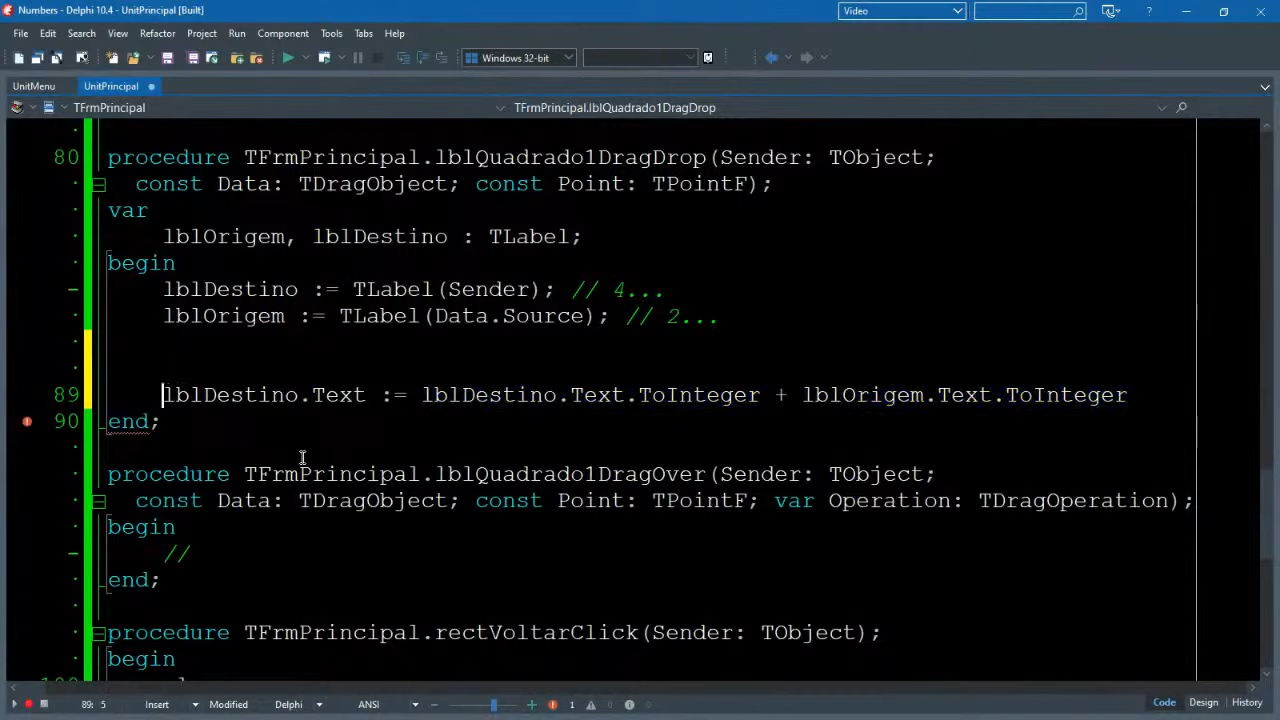 Numbers - Delphi 10.4 - UnitPrincipal [Built]
Video
File Edit Search View Refactor Project Run Component Tools Tabs Help
Windows 32-bit
UnitMenu UnitPrincipal
TFrmPrincipal TFrmPrincipal.lblQuadrado1DragDrop
80 procedure TFrmPrincipal.lblQuadrado1DragDrop(Sender: TObject;
const Data: TDragObject; const Point: TPointF);
var
lblOrigem, lblDestino : TLabel;
begin
lblDestino := TLabel(Sender); // 4...
lblOrigem := TLabel(Data.Source); // 2...
89 lblDestino.Text := lblDestino.Text.ToInteger + lblOrigem.Text.ToInteger
90 end;
procedure TFrmPrincipal.lblQuadrado1DragOver(Sender: TObject;
const Data: TDragObject; const Point: TPointF; var Operation: TDragOperation);
begin
//
end;
procedure TFrmPrincipal.rectVoltarClick(Sender: TObject);
begin
89: 5 Insert Modified Delphi ANSI 1 0 0 Code Design History